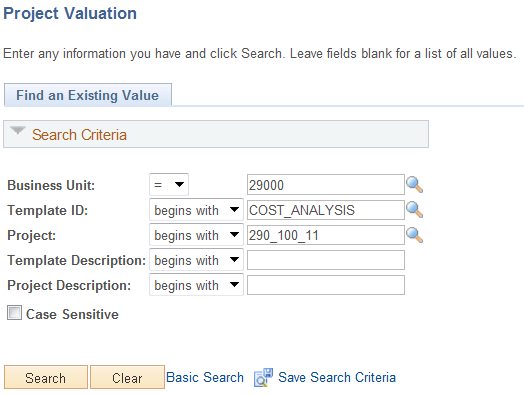 Project Valuation
Enter any information you have and click Search. Leave fields blank for a list of all values.
Find an Existing Value
Search Criteria
Business Unit: = 29000
Template ID: begins with COST_ANALYSIS
Project: begins with 290_100_11
Template Description: begins with
Project Description: begins with
Case Sensitive
Search Clear Basic Search Save Search Criteria